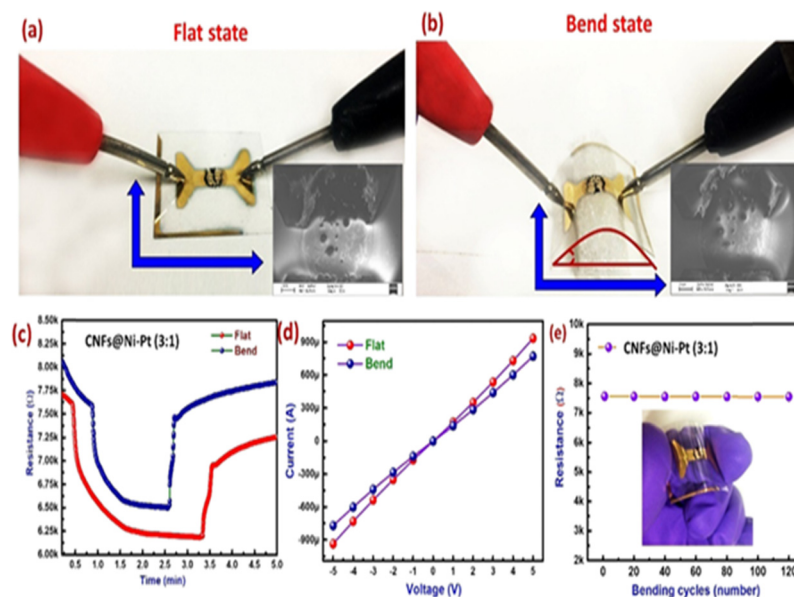 (a)
Flat state
(b)
Bend state
(c)
CNFs@Ni-Pt (3:1)
Flat
Bend
8.00k
7.75k
7.50k
7.25k
7.00k
6.75k
6.50k
6.25k
6.00k
Resistance (Ω)
0.5 1.0 1.5 2.0 2.5 3.0 3.5 4.0 4.5 5.0
Time (min)
(d)
Flat
Bend
900μ
600μ
300μ
0
-300μ
-600μ
-900μ
Current (A)
-5 -4 -3 -2 -1 0 1 2 3 4 5
Voltage (V)
(e)
CNFs@Ni-Pt (3:1)
10k
9k
8k
7k
6k
5k
4k
3k
2k
Resistance (Ω)
0 20 40 60 80 100 120
Bending cycles (number)